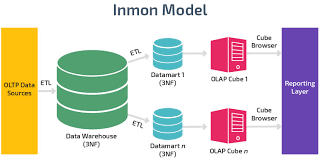 Inmon Model
OLTP Data
Sources
ETL
Data Warehouse
(3NF)
ETL
Datamart 1
(3NF)
OLAP Cube 1
Cube
Browser
ETL
Datamart n
(3NF)
OLAP Cube n
Cube
Browser
Reporting
Layer